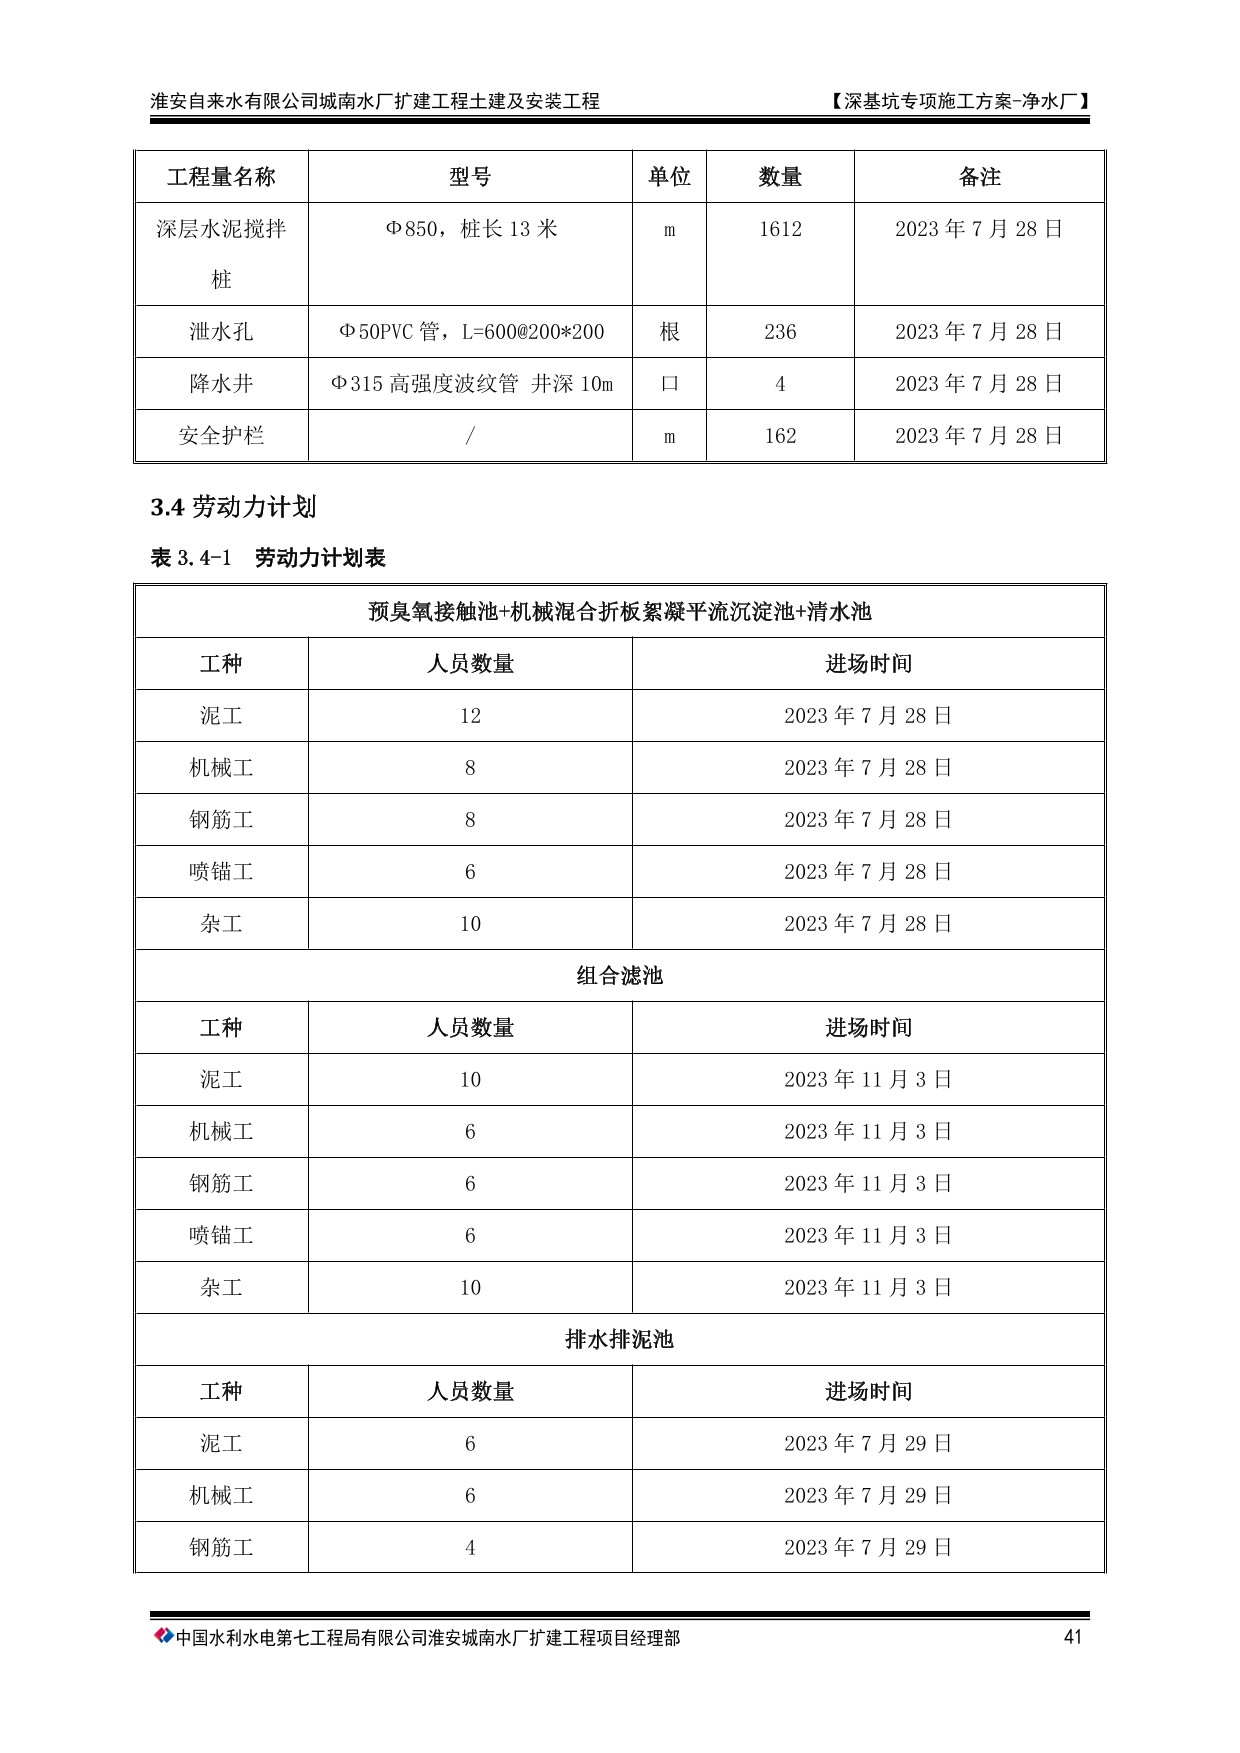 淮安自来水有限公司城南水厂扩建工程土建及安装工程 【深基坑专项施工方案-净水厂】
工程量名称 型号 单位 数量 备注
深层水泥搅拌桩 Φ850，桩长 13 米 m 1612 2023 年 7 月 28 日
泄水孔 Φ50PVC 管，L=600@200*200 根 236 2023 年 7 月 28 日
降水井 Φ315 高强度波纹管 井深 10m 口 4 2023 年 7 月 28 日
安全护栏 / m 162 2023 年 7 月 28 日
3.4 劳动力计划
表 3.4-1 劳动力计划表
预臭氧接触池+机械混合折板絮凝平流沉淀池+清水池
工种 人员数量 进场时间
泥工 12 2023 年 7 月 28 日
机械工 8 2023 年 7 月 28 日
钢筋工 8 2023 年 7 月 28 日
喷锚工 6 2023 年 7 月 28 日
杂工 10 2023 年 7 月 28 日
组合滤池
工种 人员数量 进场时间
泥工 10 2023 年 11 月 3 日
机械工 6 2023 年 11 月 3 日
钢筋工 6 2023 年 11 月 3 日
喷锚工 6 2023 年 11 月 3 日
杂工 10 2023 年 11 月 3 日
排水排泥池
工种 人员数量 进场时间
泥工 6 2023 年 7 月 29 日
机械工 6 2023 年 7 月 29 日
钢筋工 4 2023 年 7 月 29 日
中国水利水电第七工程局有限公司淮安城南水厂扩建工程项目经理部 41